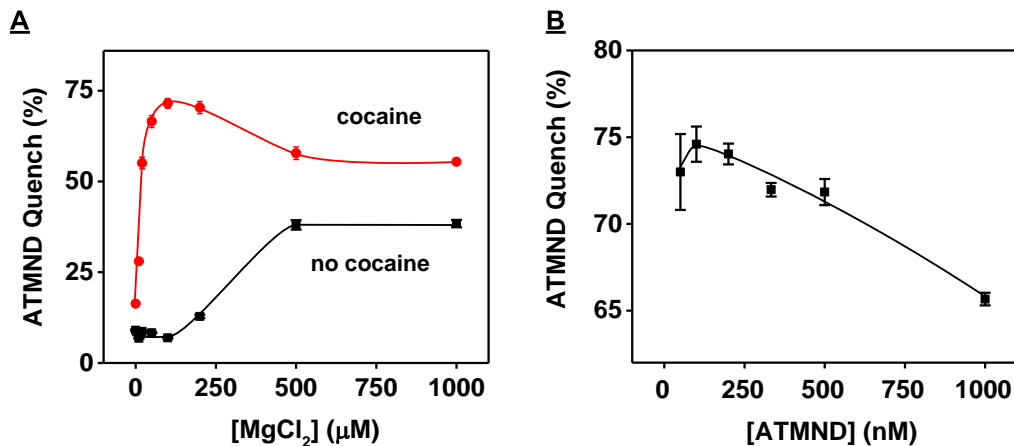 A
ATMND Quench (%)
75
50
25
0
cocaine
no cocaine
0 250 500 750 1000
[MgCl₂] (μM)
B
ATMND Quench (%)
80
75
70
65
0 250 500 750 1000
[ATMND] (nM)